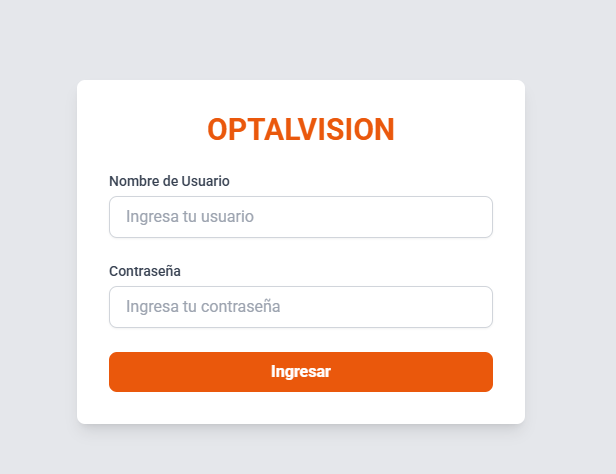 OPTALVISION
Nombre de Usuario
Ingresa tu usuario
Contraseña
Ingresa tu contraseña
Ingresar